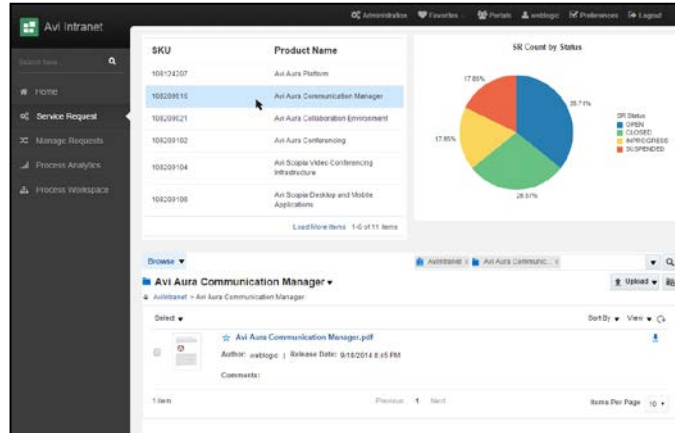 Avi Intranet
Administration Favorites Portals weblogic Preferences Logout
Search here
Home
Service Request
Manage Requests
Process Analytics
Process Workspace
SKU Product Name
108124207 Avi Aura Platform
108209016 Avi Aura Communication Manager
108209021 Avi Aura Collaboration Environment
108209102 Avi Aura Conferencing
108209104 Avi Scopia Video Conferencing
Infrastructure
108209108 Avi Scopia Desktop and Mobile
Applications
Load More Items 1-6 of 11 items
SR Count by Status
17.86%
35.71%
17.86%
28.57%
SR Status
OPEN
CLOSED
INPROGRESS
SUSPENDED
Browse
AviIntranet x Avi Aura Communic... x
Avi Aura Communication Manager
Upload
AviIntranet > Avi Aura Communication Manager
Select
Sort By View
Avi Aura Communication Manager.pdf
Author: weblogic | Release Date: 9/18/2014 8:45 PM
Comments:
1 item Previous 1 Next Items Per Page 10